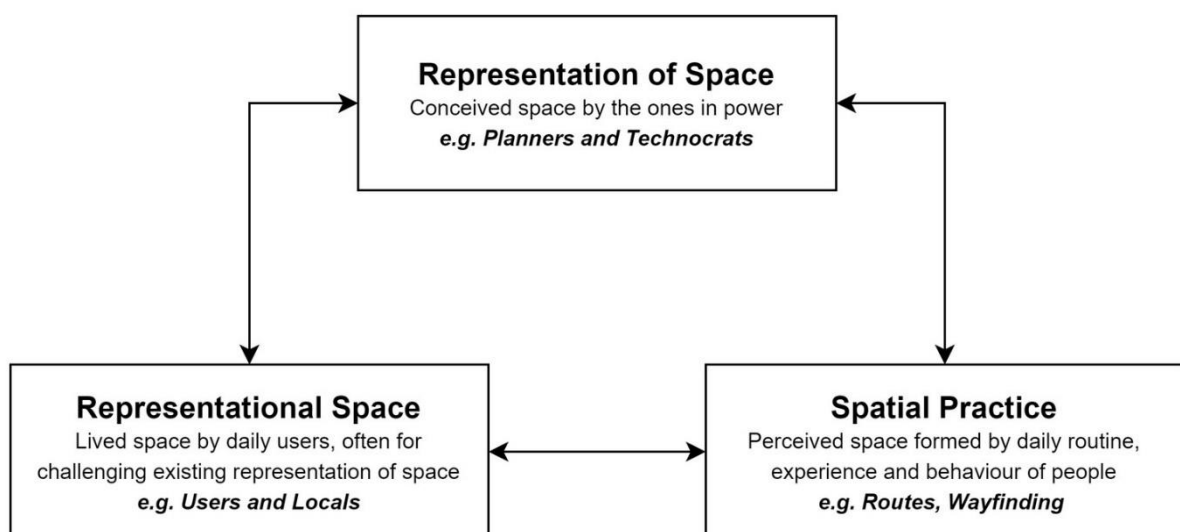 Representation of Space
Conceived space by the ones in power
e.g. Planners and Technocrats
Representational Space
Lived space by daily users, often for
challenging existing representation of space
e.g. Users and Locals
Spatial Practice
Perceived space formed by daily routine,
experience and behaviour of people
e.g. Routes, Wayfinding